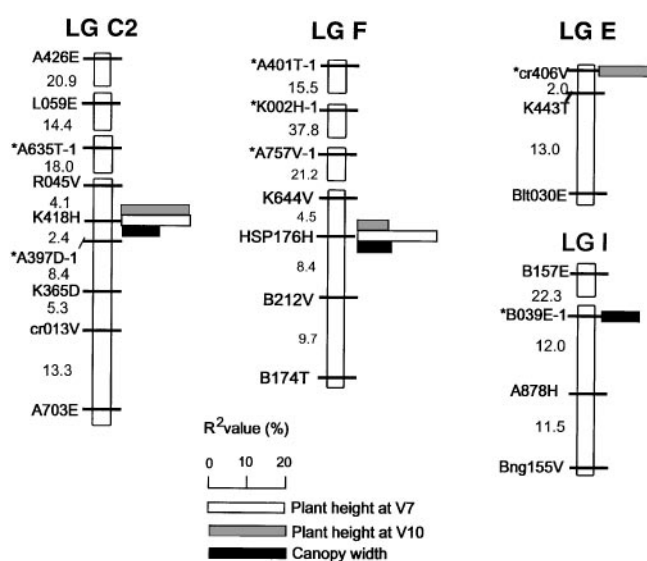 LG C2
A426E
20.9
L059E
14.4
*A635T-1
18.0
R045V
4.1
K418H
2.4
*A397D-1
8.4
K365D
5.3
cr013V
13.3
A703E
LG F
*A401T-1
15.5
*K002H-1
37.8
*A757V-1
21.2
K644V
4.5
HSP176H
8.4
B212V
9.7
B174T
LG E
*cr406V
2.0
K443T
13.0
Blt030E
LG I
B157E
22.3
*B039E-1
12.0
A878H
11.5
Bng155V
R² value (%)
0 10 20
Plant height at V7
Plant height at V10
Canopy width